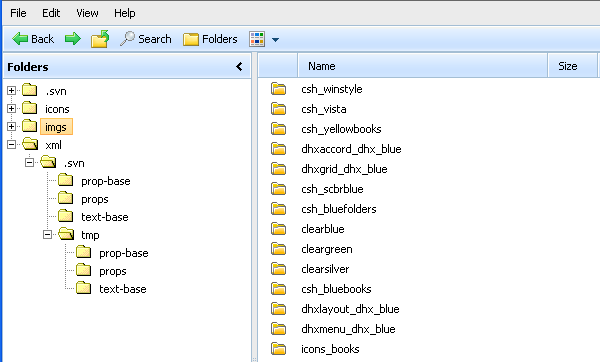 File Edit View Help
Back Forward Search Folders
Folders
.svn
icons
imgs
xml
.svn
prop-base
props
text-base
tmp
prop-base
props
text-base
Name Size
csh_winstyle
csh_vista
csh_yellowbooks
dhxaccord_dhx_blue
dhxgrid_dhx_blue
csh_scbrblue
csh_bluefolders
clearblue
cleargreen
clearsilver
csh_bluebooks
dhxlayout_dhx_blue
dhxmenu_dhx_blue
icons_books